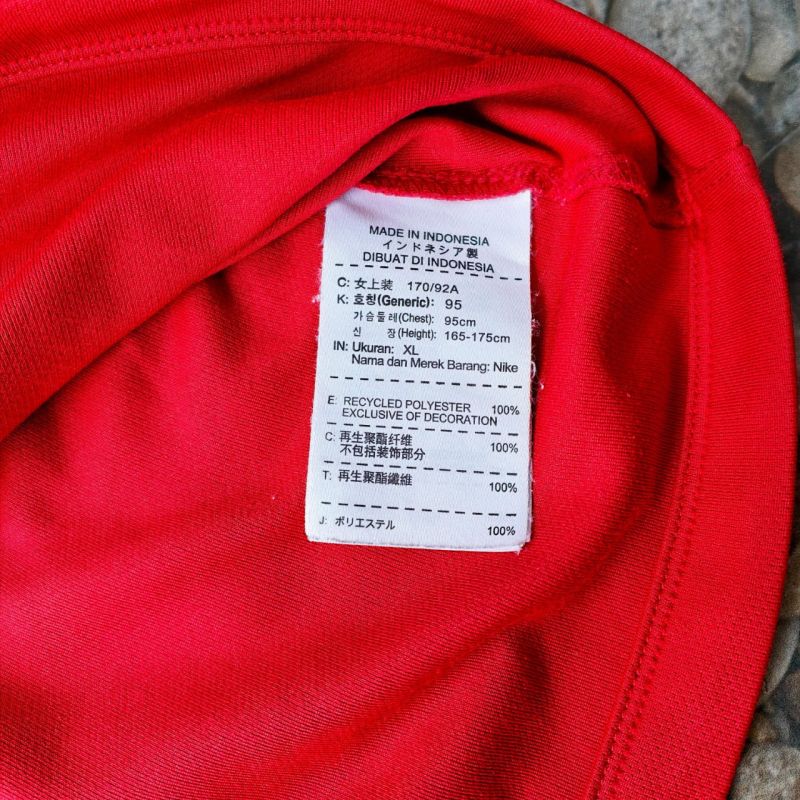 MADE IN INDONESIA
インドネシア製
DIBUAT DI INDONESIA
C: 女上装 170/92A
K: 호칭(Generic): 95
가슴둘레(Chest): 95cm
신 장(Height): 165-175cm
IN: Ukuran: XL
Nama dan Merek Barang: Nike
E: RECYCLED POLYESTER 100%
EXCLUSIVE OF DECORATION
C: 再生聚酯纤维 100%
不包括装饰部分
T: 再生聚酯纖維 100%
J: ポリエステル 100%